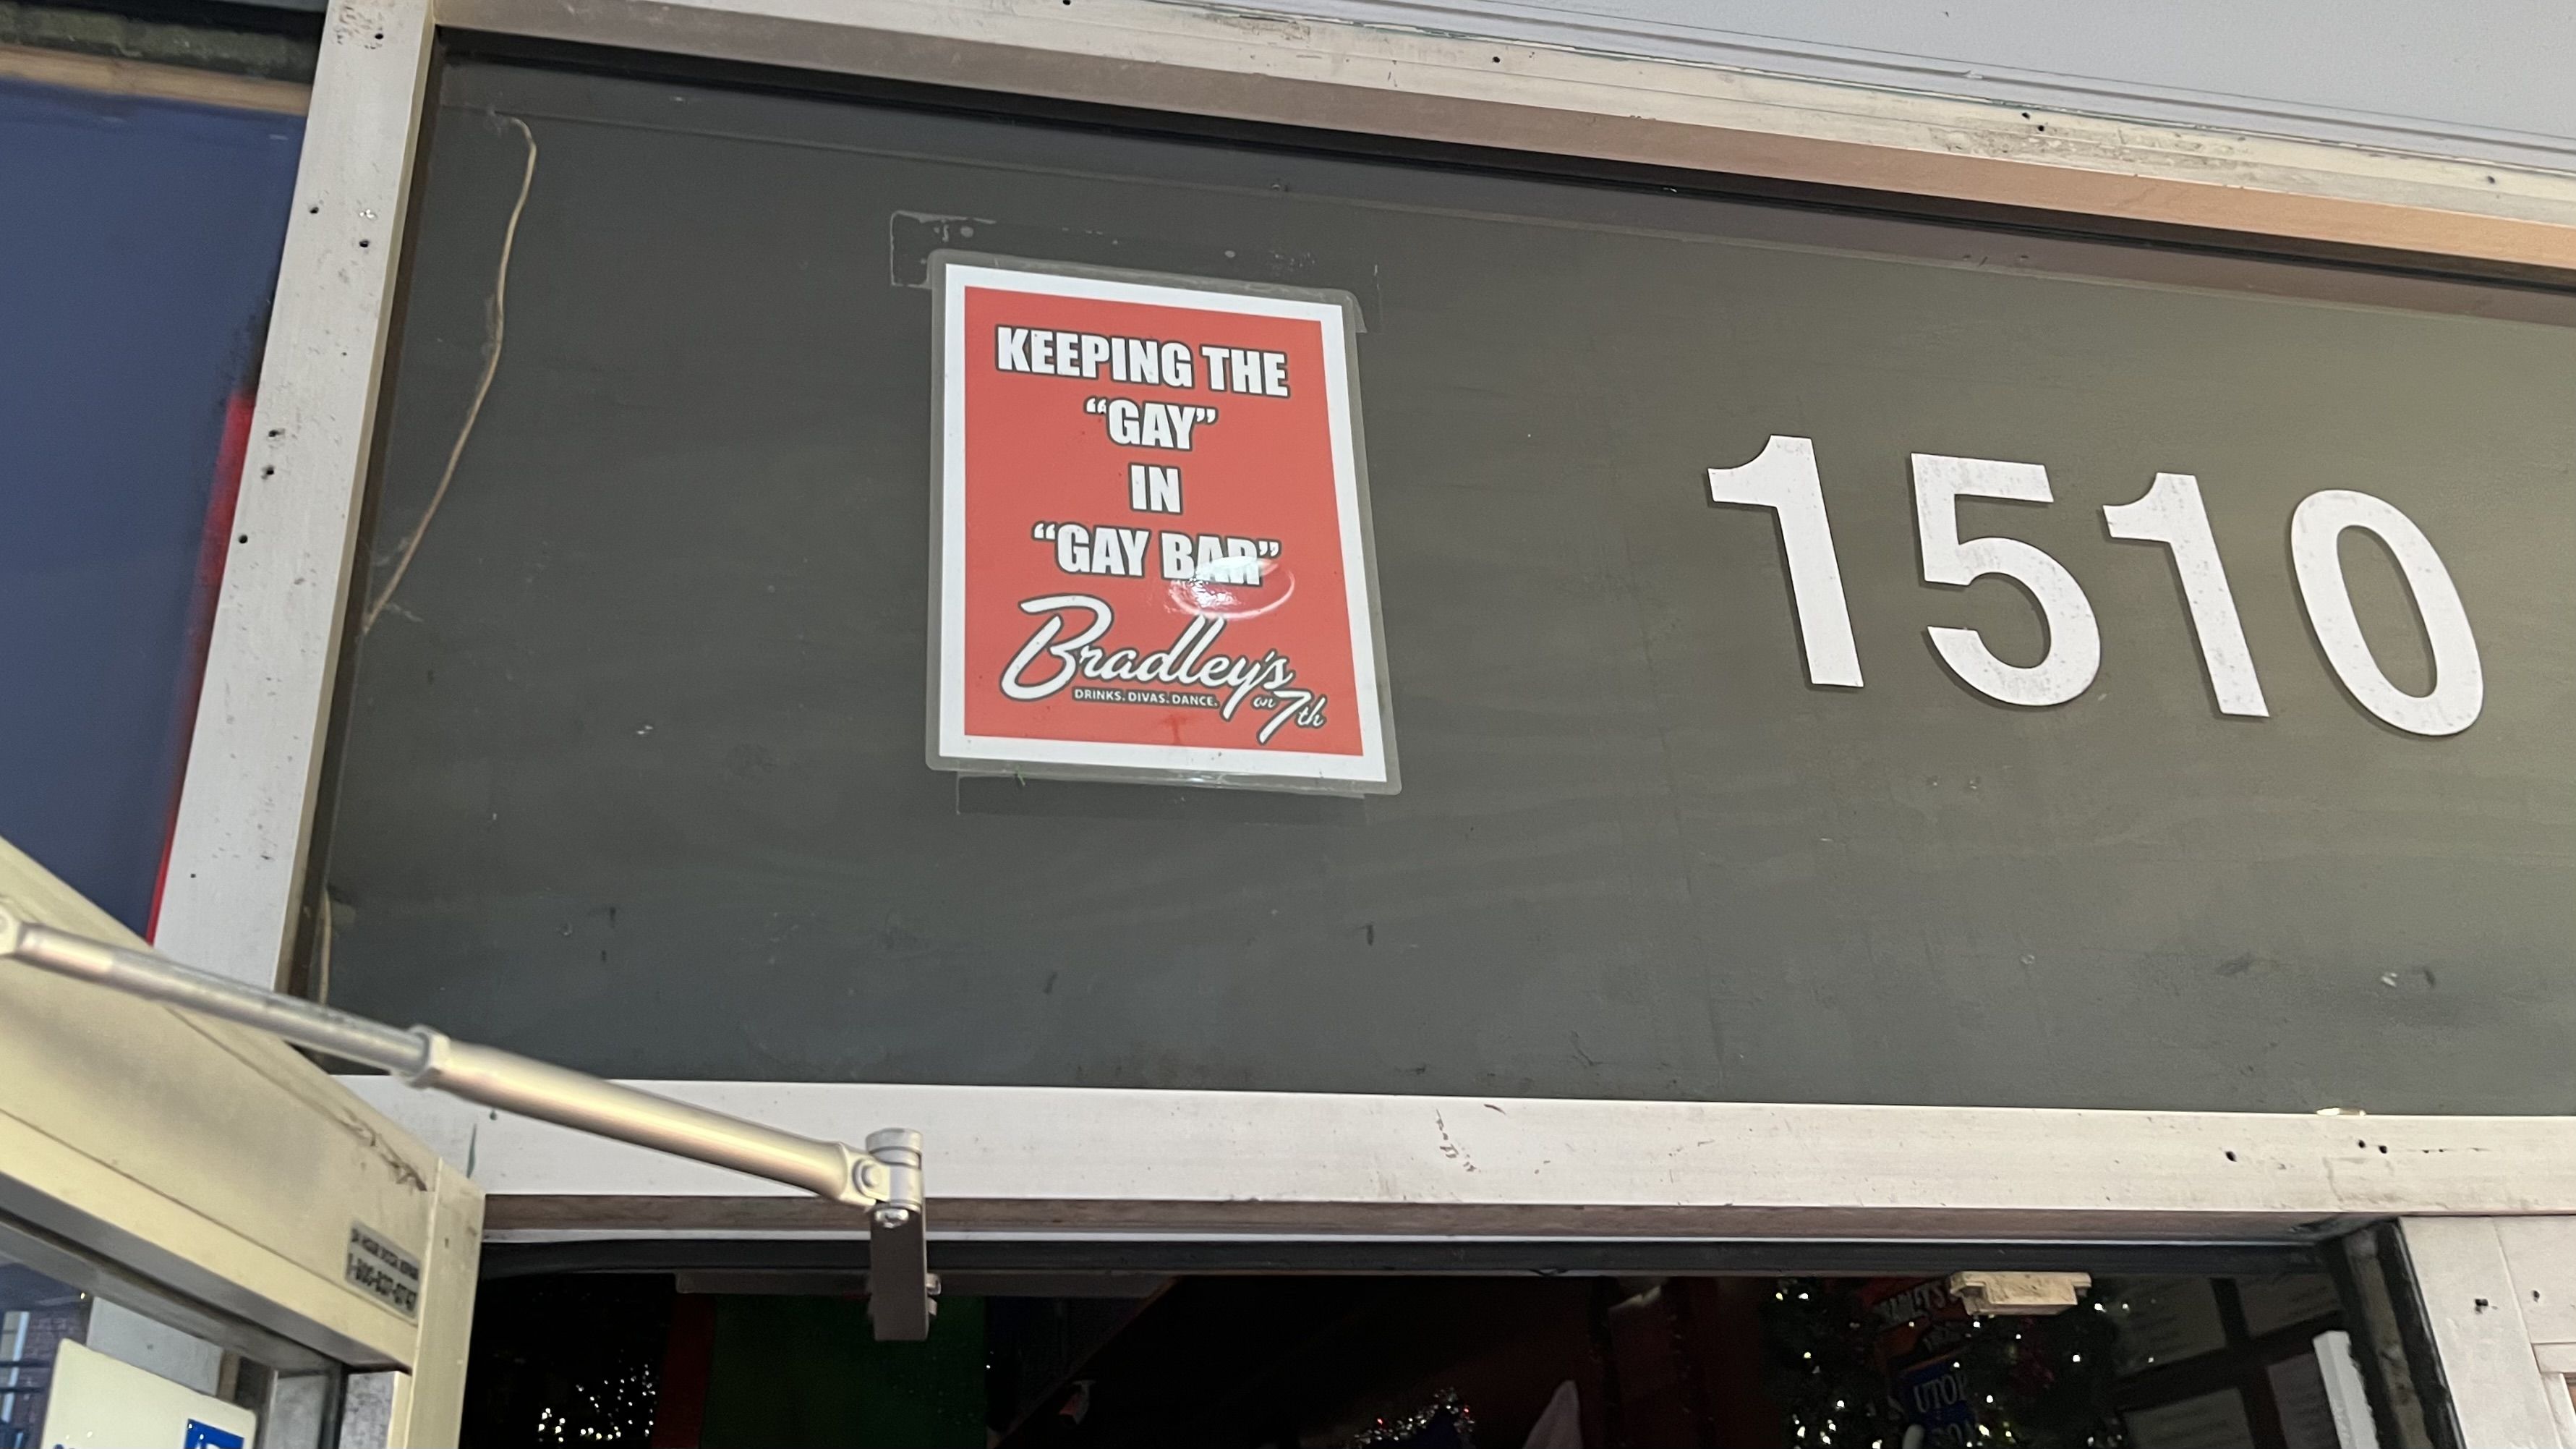 KEEPING THE
“GAY”
IN
“GAY BAR”
Bradley's
DRINKS. DIVAS. DANCE.
on 7th
1510